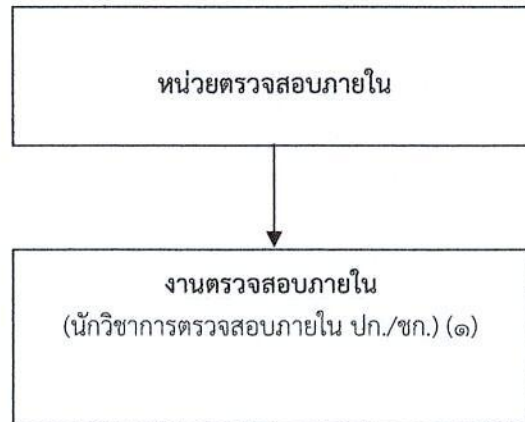 หน่วยตรวจสอบภายใน
งานตรวจสอบภายใน
(นักวิชาการตรวจสอบภายใน ปก./ชก.) (๑)